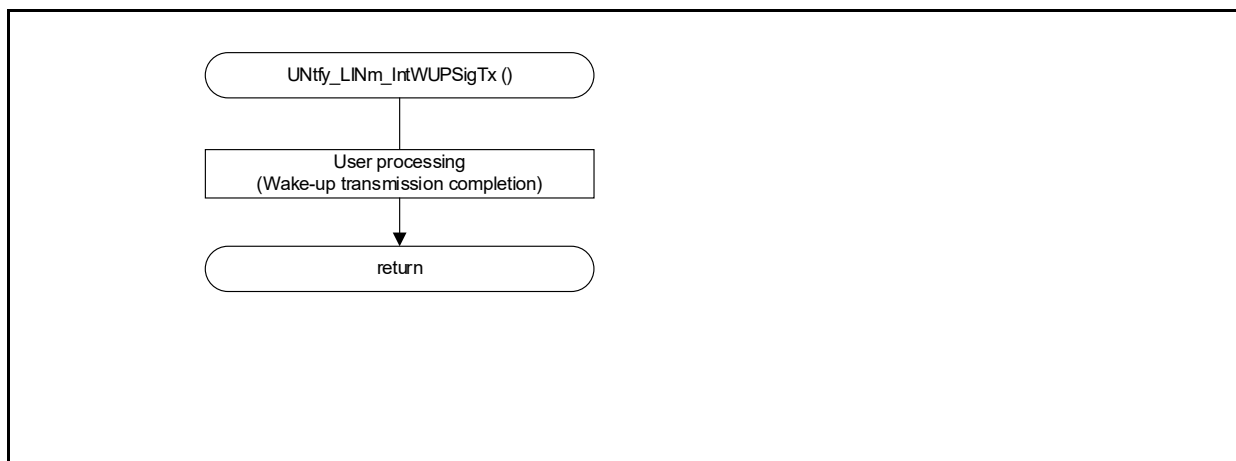 UNtfy_LINm_IntWUPSigTx ()
User processing
(Wake-up transmission completion)
return